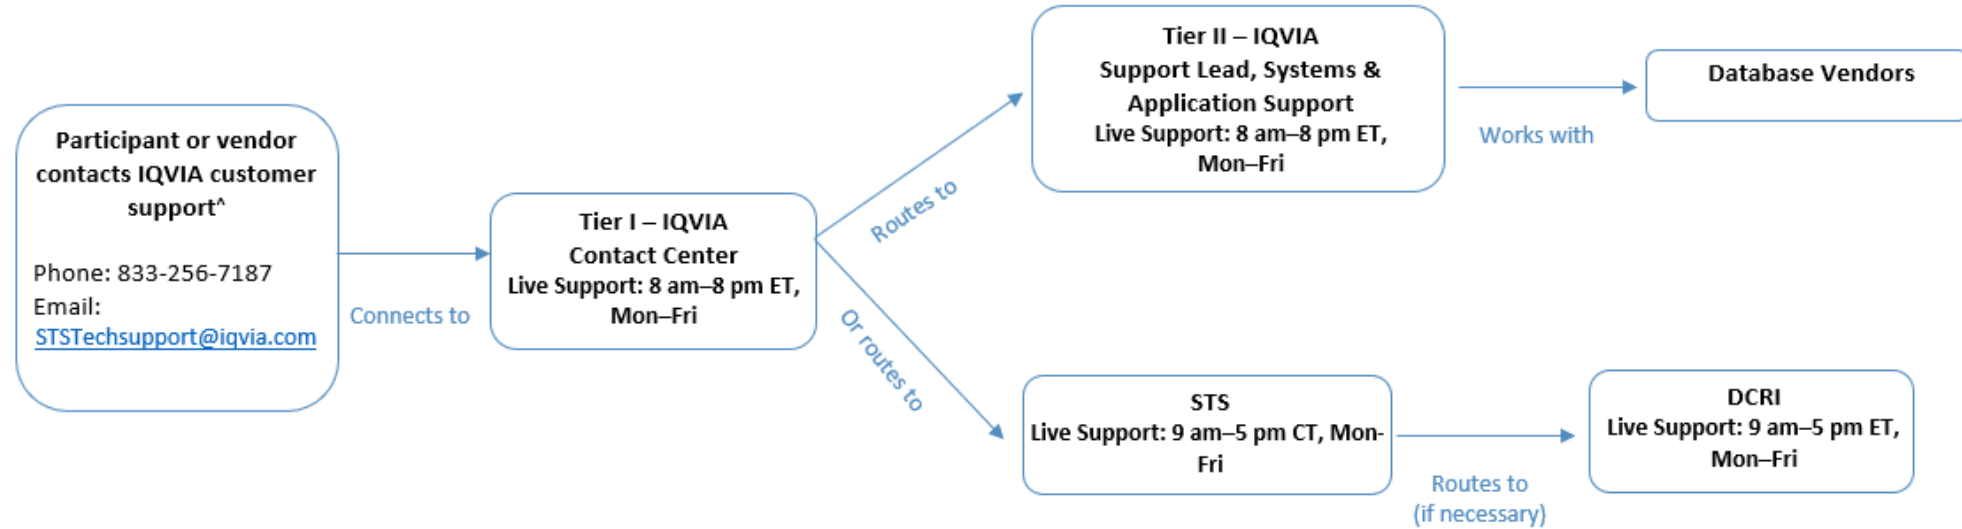 Participant or vendor
contacts IQVIA customer
support^
Phone: 833-256-7187
Email:
STSTechsupport@iqvia.com
Connects to
Tier I – IQVIA
Contact Center
Live Support: 8 am–8 pm ET,
Mon–Fri
Routes to
Tier II – IQVIA
Support Lead, Systems &
Application Support
Live Support: 8 am–8 pm ET,
Mon–Fri
Works with
Database Vendors
Or routes to
STS
Live Support: 9 am–5 pm CT, Mon-
Fri
Routes to
(if necessary)
DCRI
Live Support: 9 am–5 pm ET,
Mon–Fri